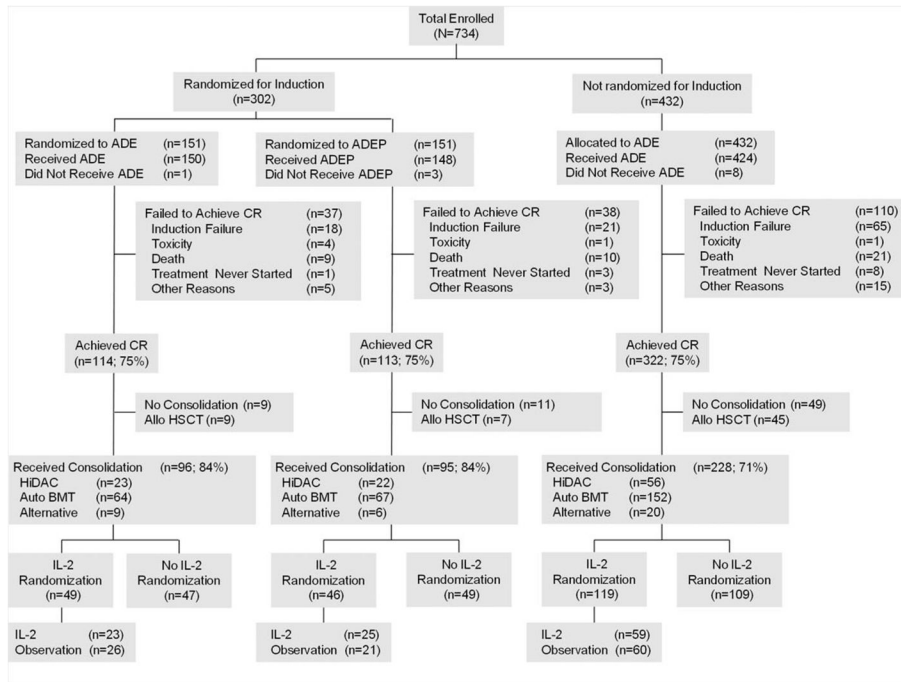 Total Enrolled
(N=734)
Randomized for Induction
(n=302)
Not randomized for Induction
(n=432)
Randomized to ADE (n=151)
Received ADE (n=150)
Did Not Receive ADE (n=1)
Randomized to ADEP (n=151)
Received ADEP (n=148)
Did Not Receive ADEP (n=3)
Allocated to ADE (n=432)
Received ADE (n=424)
Did Not Receive ADE (n=8)
Failed to Achieve CR (n=37)
Induction Failure (n=18)
Toxicity (n=4)
Death (n=9)
Treatment Never Started (n=1)
Other Reasons (n=5)
Failed to Achieve CR (n=38)
Induction Failure (n=21)
Toxicity (n=1)
Death (n=10)
Treatment Never Started (n=3)
Other Reasons (n=3)
Failed to Achieve CR (n=110)
Induction Failure (n=65)
Toxicity (n=1)
Death (n=21)
Treatment Never Started (n=8)
Other Reasons (n=15)
Achieved CR
(n=114; 75%)
Achieved CR
(n=113; 75%)
Achieved CR
(n=322; 75%)
No Consolidation (n=9)
Allo HSCT (n=9)
No Consolidation (n=11)
Allo HSCT (n=7)
No Consolidation (n=49)
Allo HSCT (n=45)
Received Consolidation (n=96; 84%)
HiDAC (n=23)
Auto BMT (n=64)
Alternative (n=9)
Received Consolidation (n=95; 84%)
HiDAC (n=22)
Auto BMT (n=67)
Alternative (n=6)
Received Consolidation (n=228; 71%)
HiDAC (n=56)
Auto BMT (n=152)
Alternative (n=20)
IL-2
Randomization
(n=49)
No IL-2
Randomization
(n=47)
IL-2
Randomization
(n=46)
No IL-2
Randomization
(n=49)
IL-2
Randomization
(n=119)
No IL-2
Randomization
(n=109)
IL-2 (n=23)
Observation (n=26)
IL-2 (n=25)
Observation (n=21)
IL-2 (n=59)
Observation (n=60)